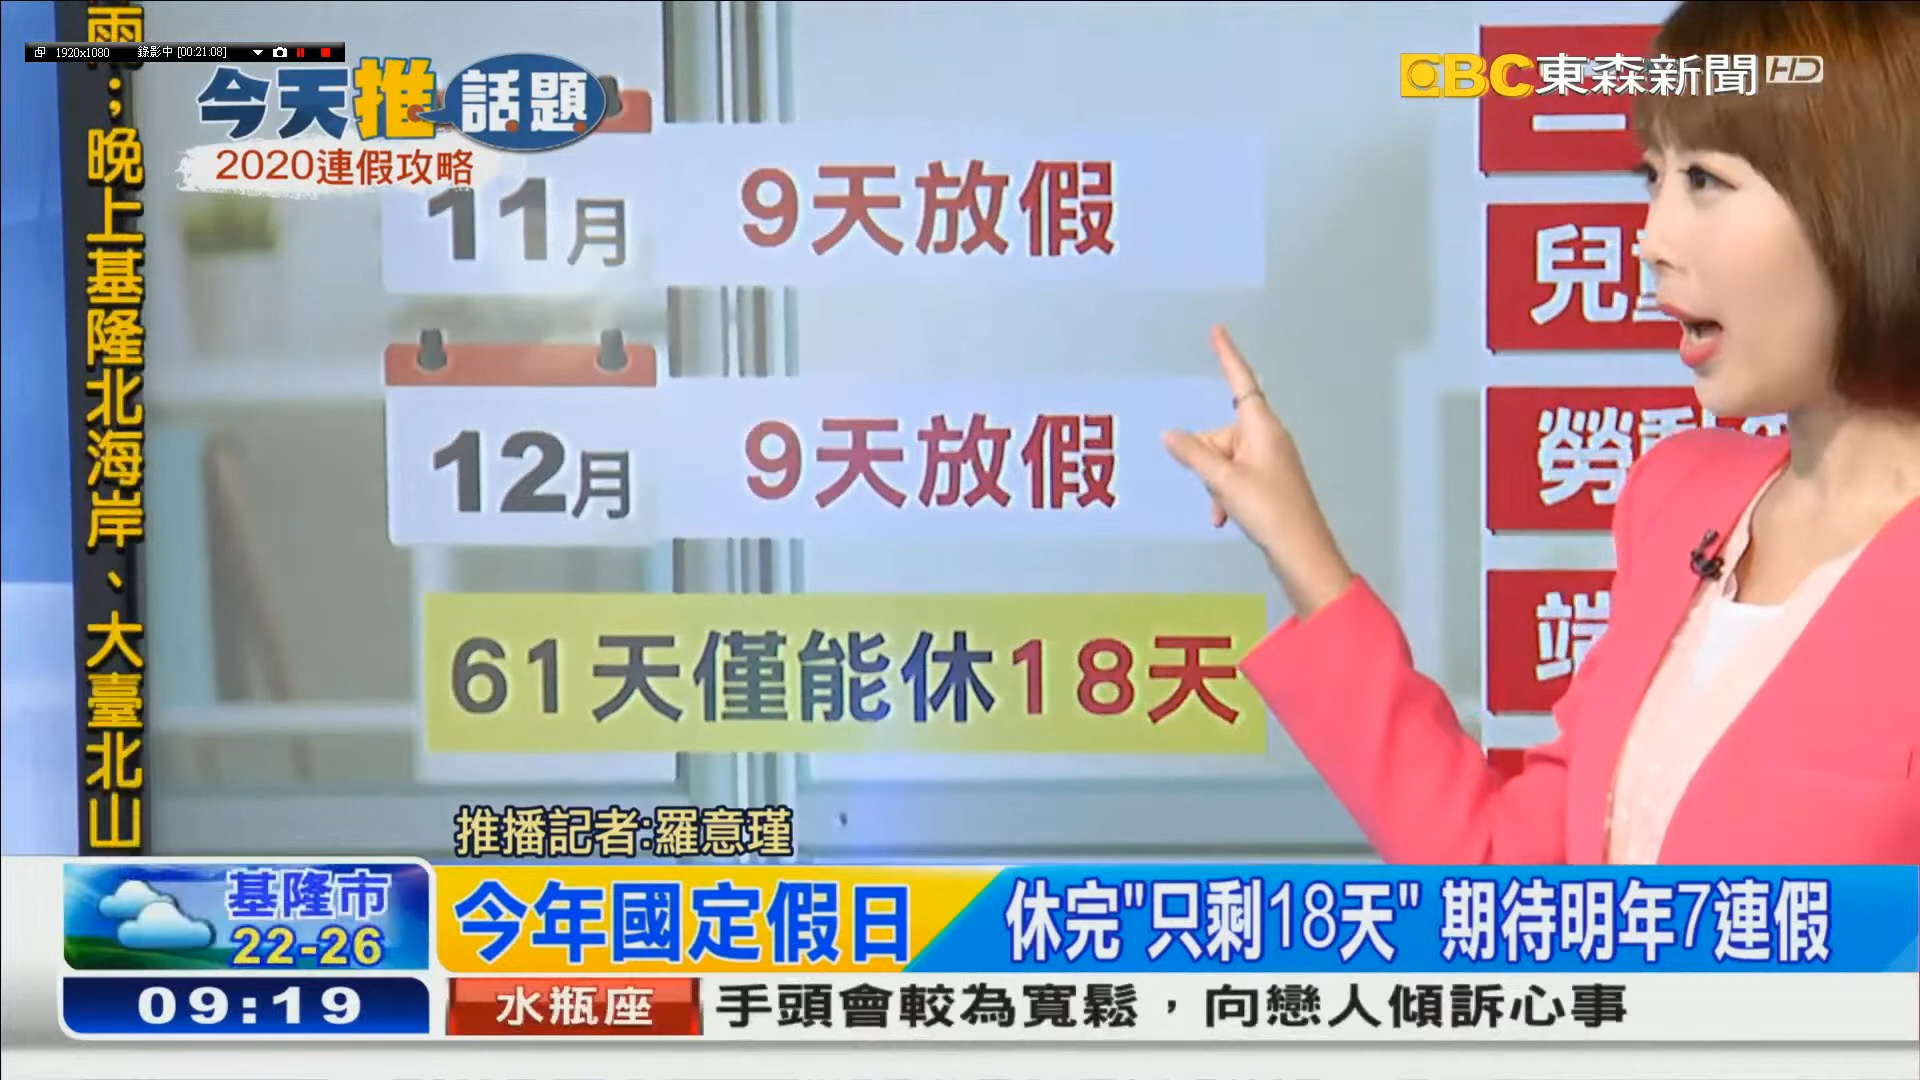 1920x1080 錄影中 [00:21:08]
雨；晚上基隆北海岸、大臺北山
今天推話題
2020連假攻略
EBC東森新聞HD
11月 9天放假
12月 9天放假
61天僅能休18天
推播記者:羅意瑾
基隆市
22-26
09:19
今年國定假日 休完"只剩18天" 期待明年7連假
水瓶座 手頭會較為寬鬆，向戀人傾訴心事